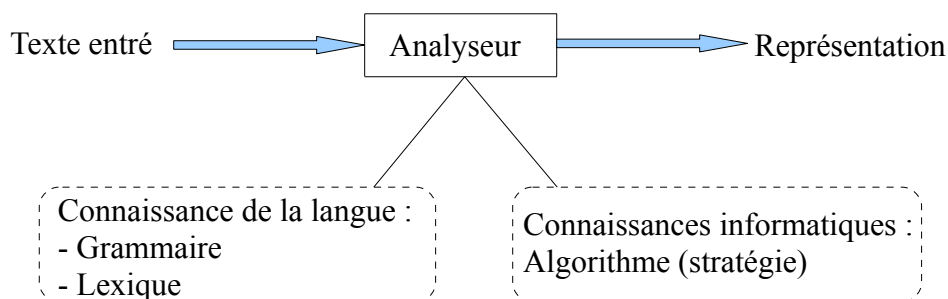 Texte entré
Analyseur
Représentation
Connaissance de la langue :
- Grammaire
- Lexique
Connaissances informatiques :
Algorithme (stratégie)